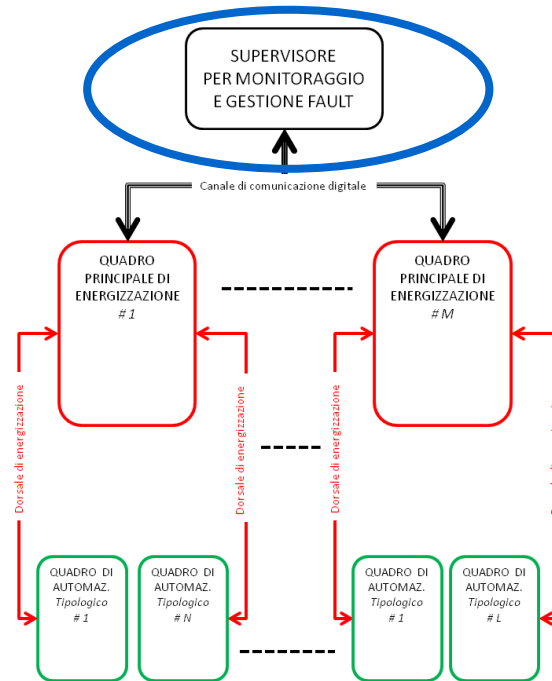 SUPERVISORE
PER MONITORAGGIO
E GESTIONE FAULT
Canale di comunicazione digitale
QUADRO
PRINCIPALE DI
ENERGIZZAZIONE
# 1
QUADRO
PRINCIPALE DI
ENERGIZZAZIONE
# M
Dorsale di energizzazione
Dorsale di energizzazione
Dorsale di energizzazione
QUADRO DI
AUTOMAZ.
Tipologico
# 1
QUADRO DI
AUTOMAZ.
Tipologico
# N
QUADRO DI
AUTOMAZ.
Tipologico
# 1
QUADRO DI
AUTOMAZ.
Tipologico
# L